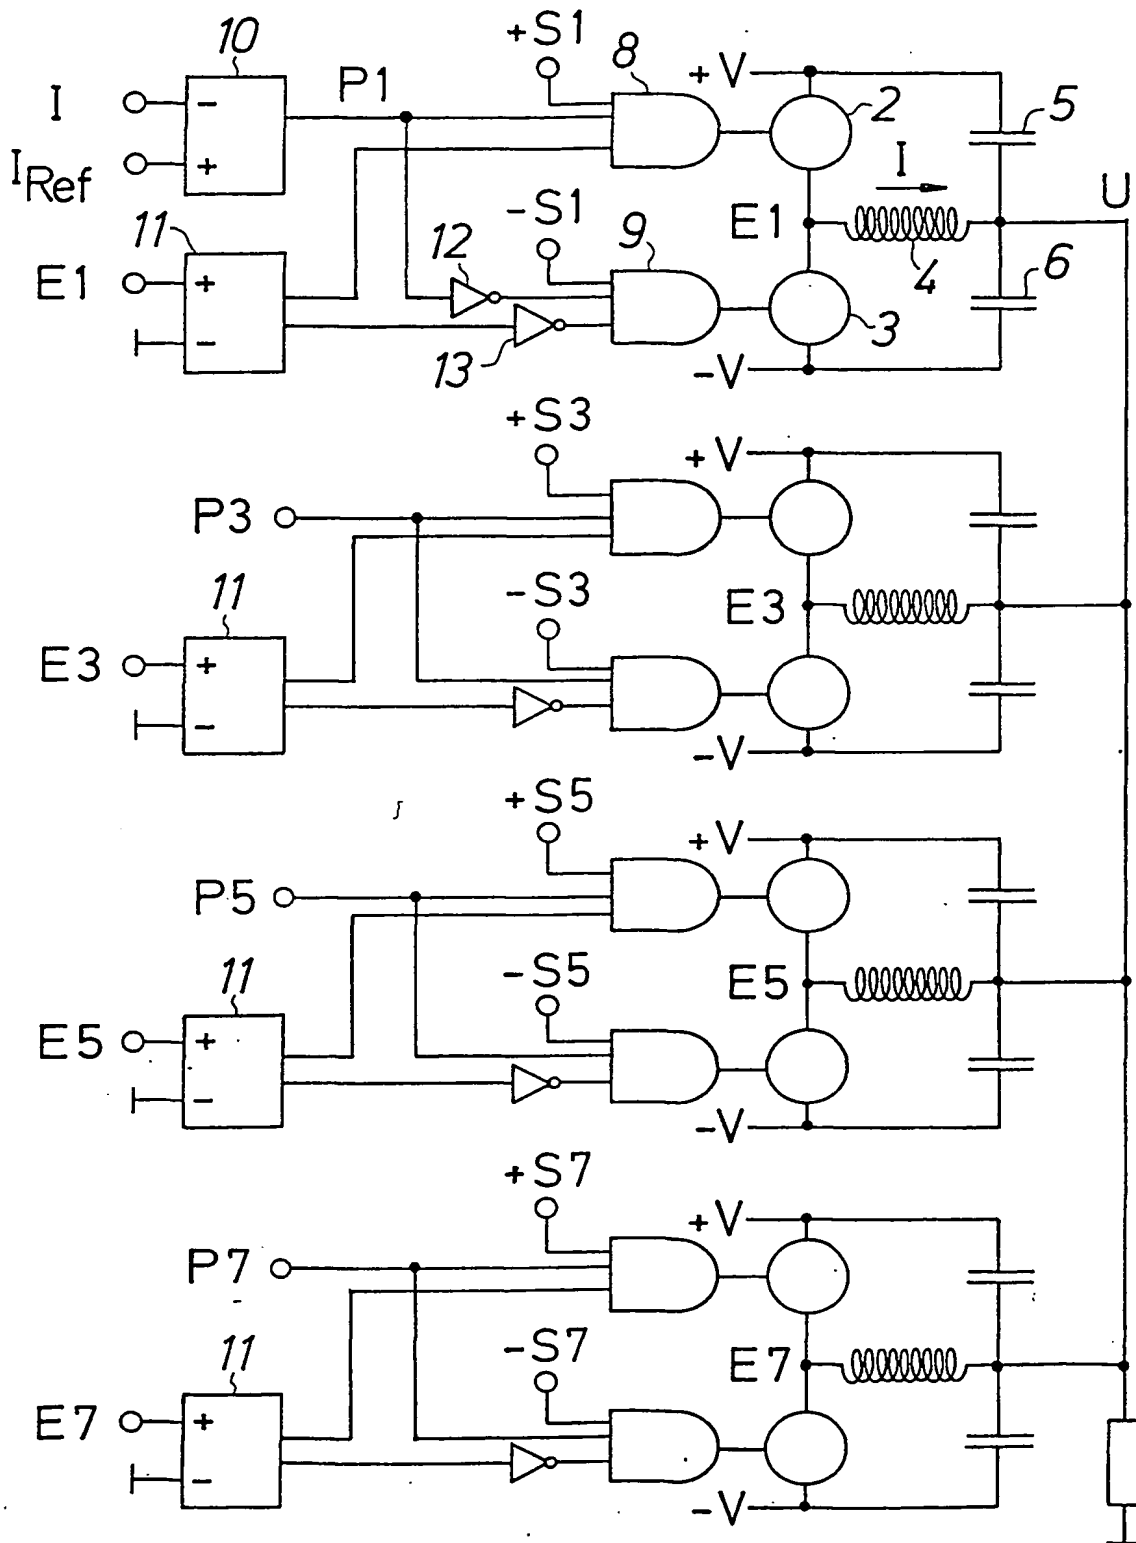 10
+S1
8
+V
2
5
I
P1
−
I
I Ref
+
U
11
12
−S1
9
E1
4
6
E1
+
−
13
3
−V
+S3
+V
P3
11
−S3
E3
E3
+
−
−V
+S5
+V
P5
11
−S5
E5
E5
+
−
−V
+S7
+V
P7
11
−S7
E7
E7
+
−
−V